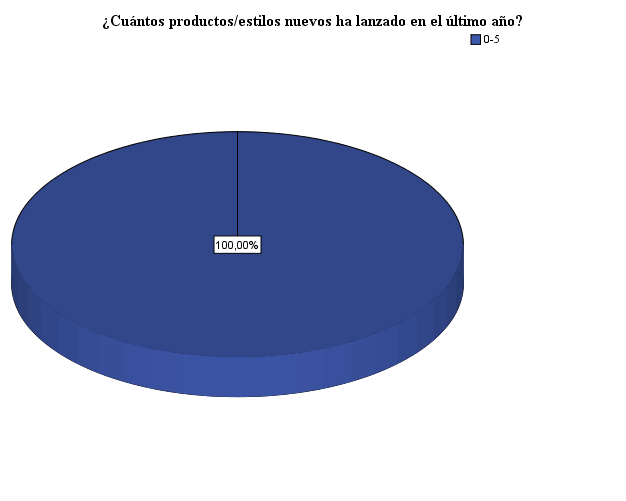 ¿Cuántos productos/estilos nuevos ha lanzado en el último año?
0-5
100,00%